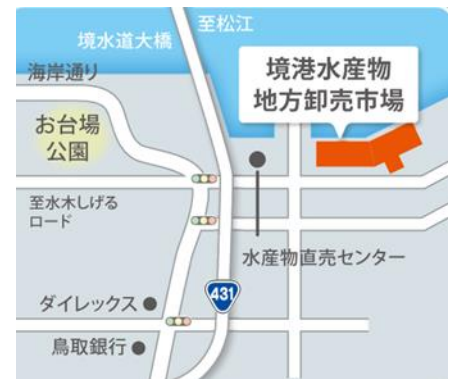 至松江
境水道大橋
海岸通り
境港水産物
地方卸売市場
お台場
公園
至水木しげる
ロード
水産物直売センター
431
ダイレックス
鳥取銀行